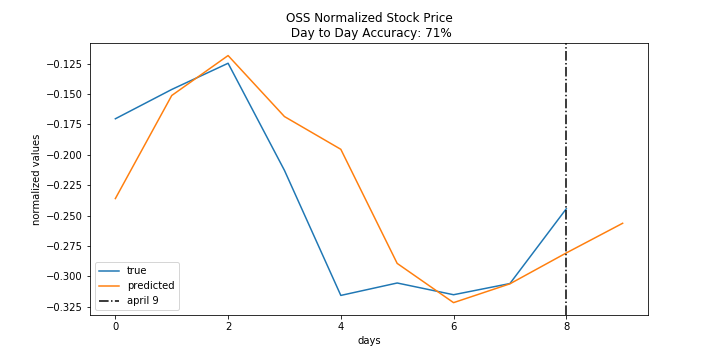 OSS Normalized Stock Price
Day to Day Accuracy: 71%
−0.125
−0.150
−0.175
−0.200
−0.225
−0.250
−0.275
−0.300
−0.325
normalized values
true
predicted
april 9
0 2 4 6 8
days